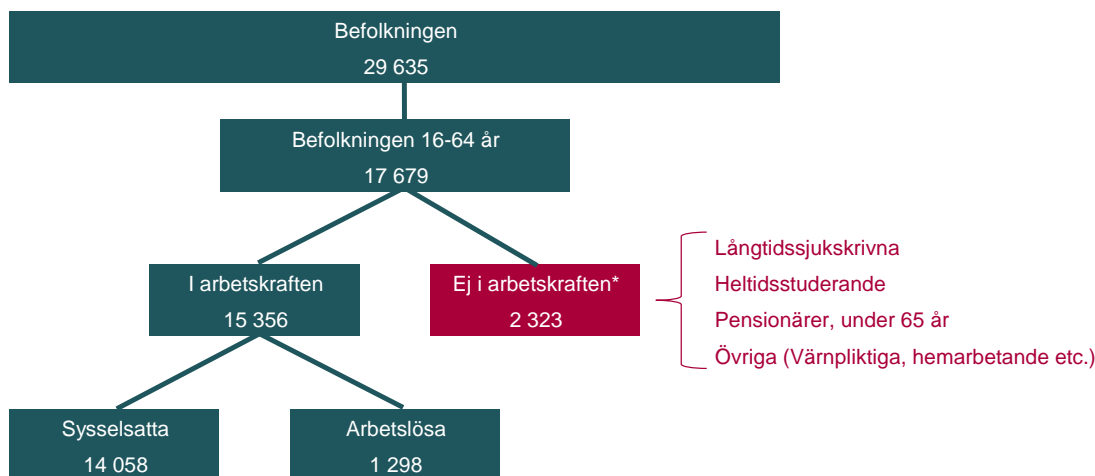 Befolkningen
29 635
Befolkningen 16-64 år
17 679
I arbetskraften
15 356
Ej i arbetskraften*
2 323
Långtidssjukskrivna
Heltidsstuderande
Pensionärer, under 65 år
Övriga (Värnpliktiga, hemarbetande etc.)
Sysselsatta
14 058
Arbetslösa
1 298